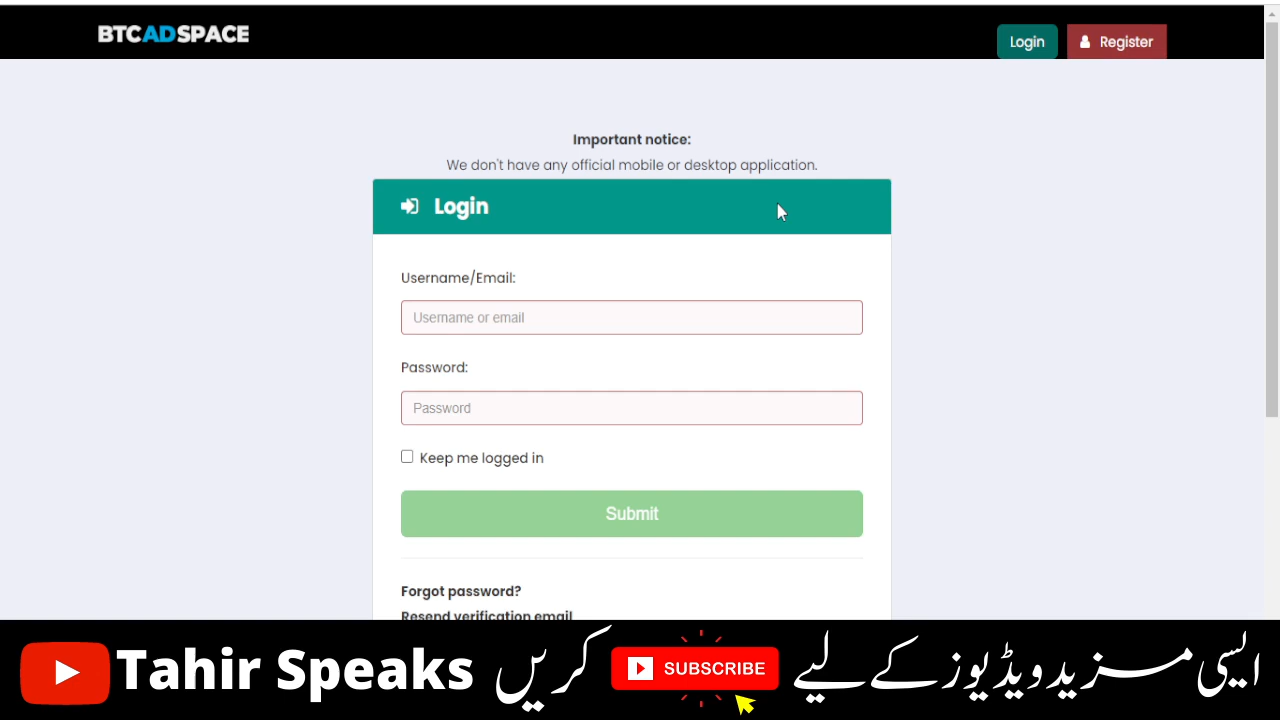 BTCADSPACE
Login
Register
Important notice:
We don't have any official mobile or desktop application.
Login
Username/Email:
Username or email
Password:
Password
Keep me logged in
Submit
Forgot password?
Resend verification email
Tahir Speaks
ایسی مزید ویڈیوز کے لیے SUBSCRIBE کریں